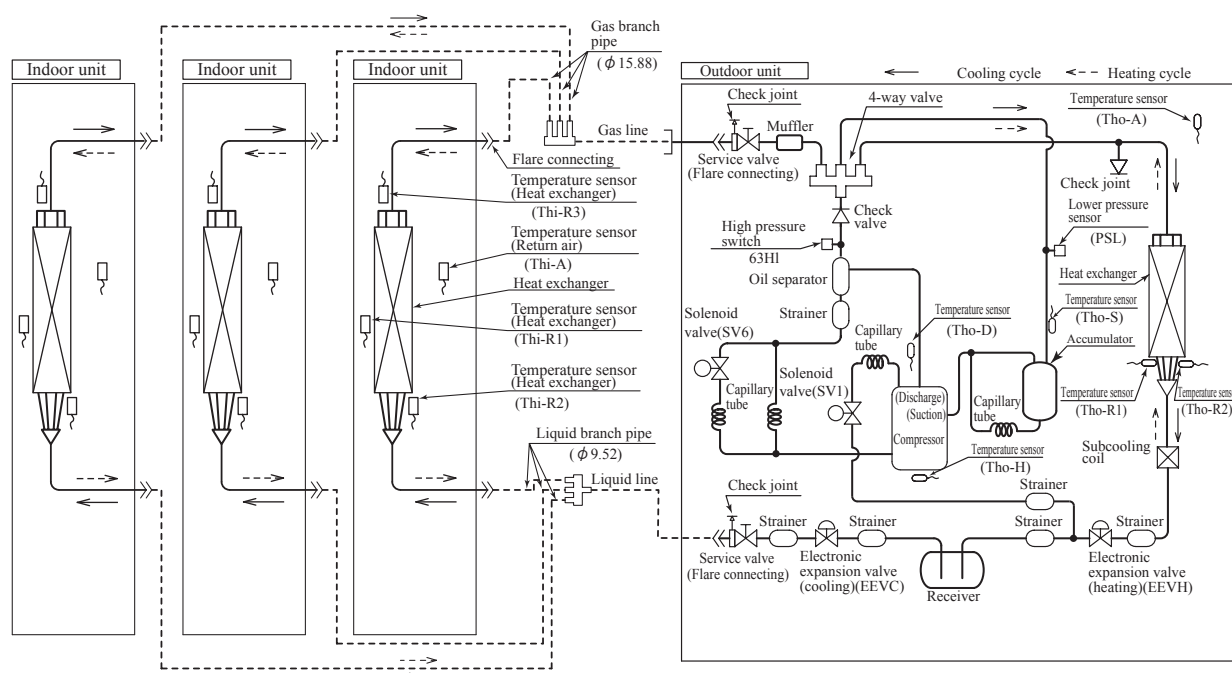 Gas branch
pipe
(ϕ 15.88)
Indoor unit
Indoor unit
Indoor unit
Outdoor unit
Cooling cycle
Heating cycle
Check joint
4-way valve
Temperature sensor
(Tho-A)
Muffler
Gas line
Service valve
(Flare connecting)
Flare connecting
Temperature sensor
(Heat exchanger)
(Thi-R3)
Temperature sensor
(Return air)
(Thi-A)
Heat exchanger
Temperature sensor
(Heat exchanger)
(Thi-R1)
Temperature sensor
(Heat exchanger)
(Thi-R2)
Liquid branch pipe
(ϕ 9.52)
Liquid line
Check joint
Check
valve
Lower pressure
sensor
(PSL)
High pressure
switch
63Hl
Oil separator
Heat exchanger
Strainer
Temperature sensor
(Tho-D)
Temperature sensor
(Tho-S)
Solenoid
valve(SV6)
Capillary
tube
Accumulator
Solenoid
valve(SV1)
Capillary
tube
(Discharge)
(Suction)
Compressor
Capillary
tube
Temperature sensor
(Tho-R1)
(Tho-R2)
Temperature sensor
(Tho-H)
Subcooling
coil
Check joint
Strainer
Strainer
Strainer
Strainer
Strainer
Service valve
(Flare connecting)
Electronic
expansion valve
(cooling)(EEVC)
Receiver
Electronic
expansion valve
(heating)(EEVH)